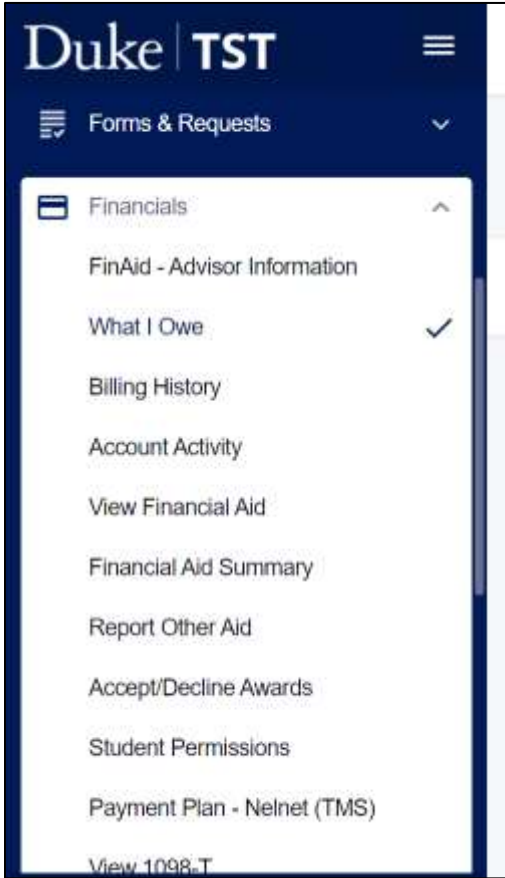 Duke TST
Forms & Requests
Financials
FinAid - Advisor Information
What I Owe
Billing History
Account Activity
View Financial Aid
Financial Aid Summary
Report Other Aid
Accept/Decline Awards
Student Permissions
Payment Plan - Nelnet (TMS)
View 1098-T